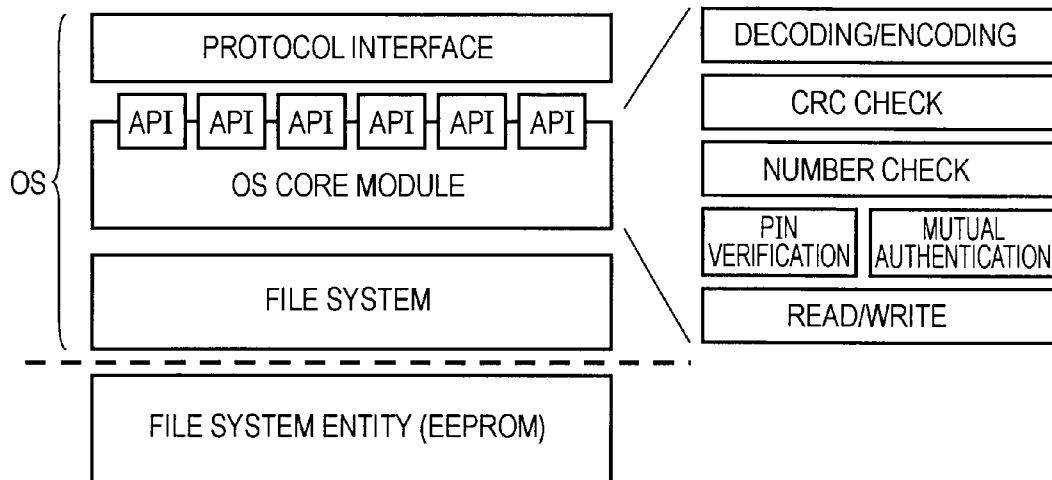 PROTOCOL INTERFACE
API API API API API API
OS CORE MODULE
OS
FILE SYSTEM
FILE SYSTEM ENTITY (EEPROM)
DECODING/ENCODING
CRC CHECK
NUMBER CHECK
PIN
VERIFICATION
MUTUAL
AUTHENTICATION
READ/WRITE